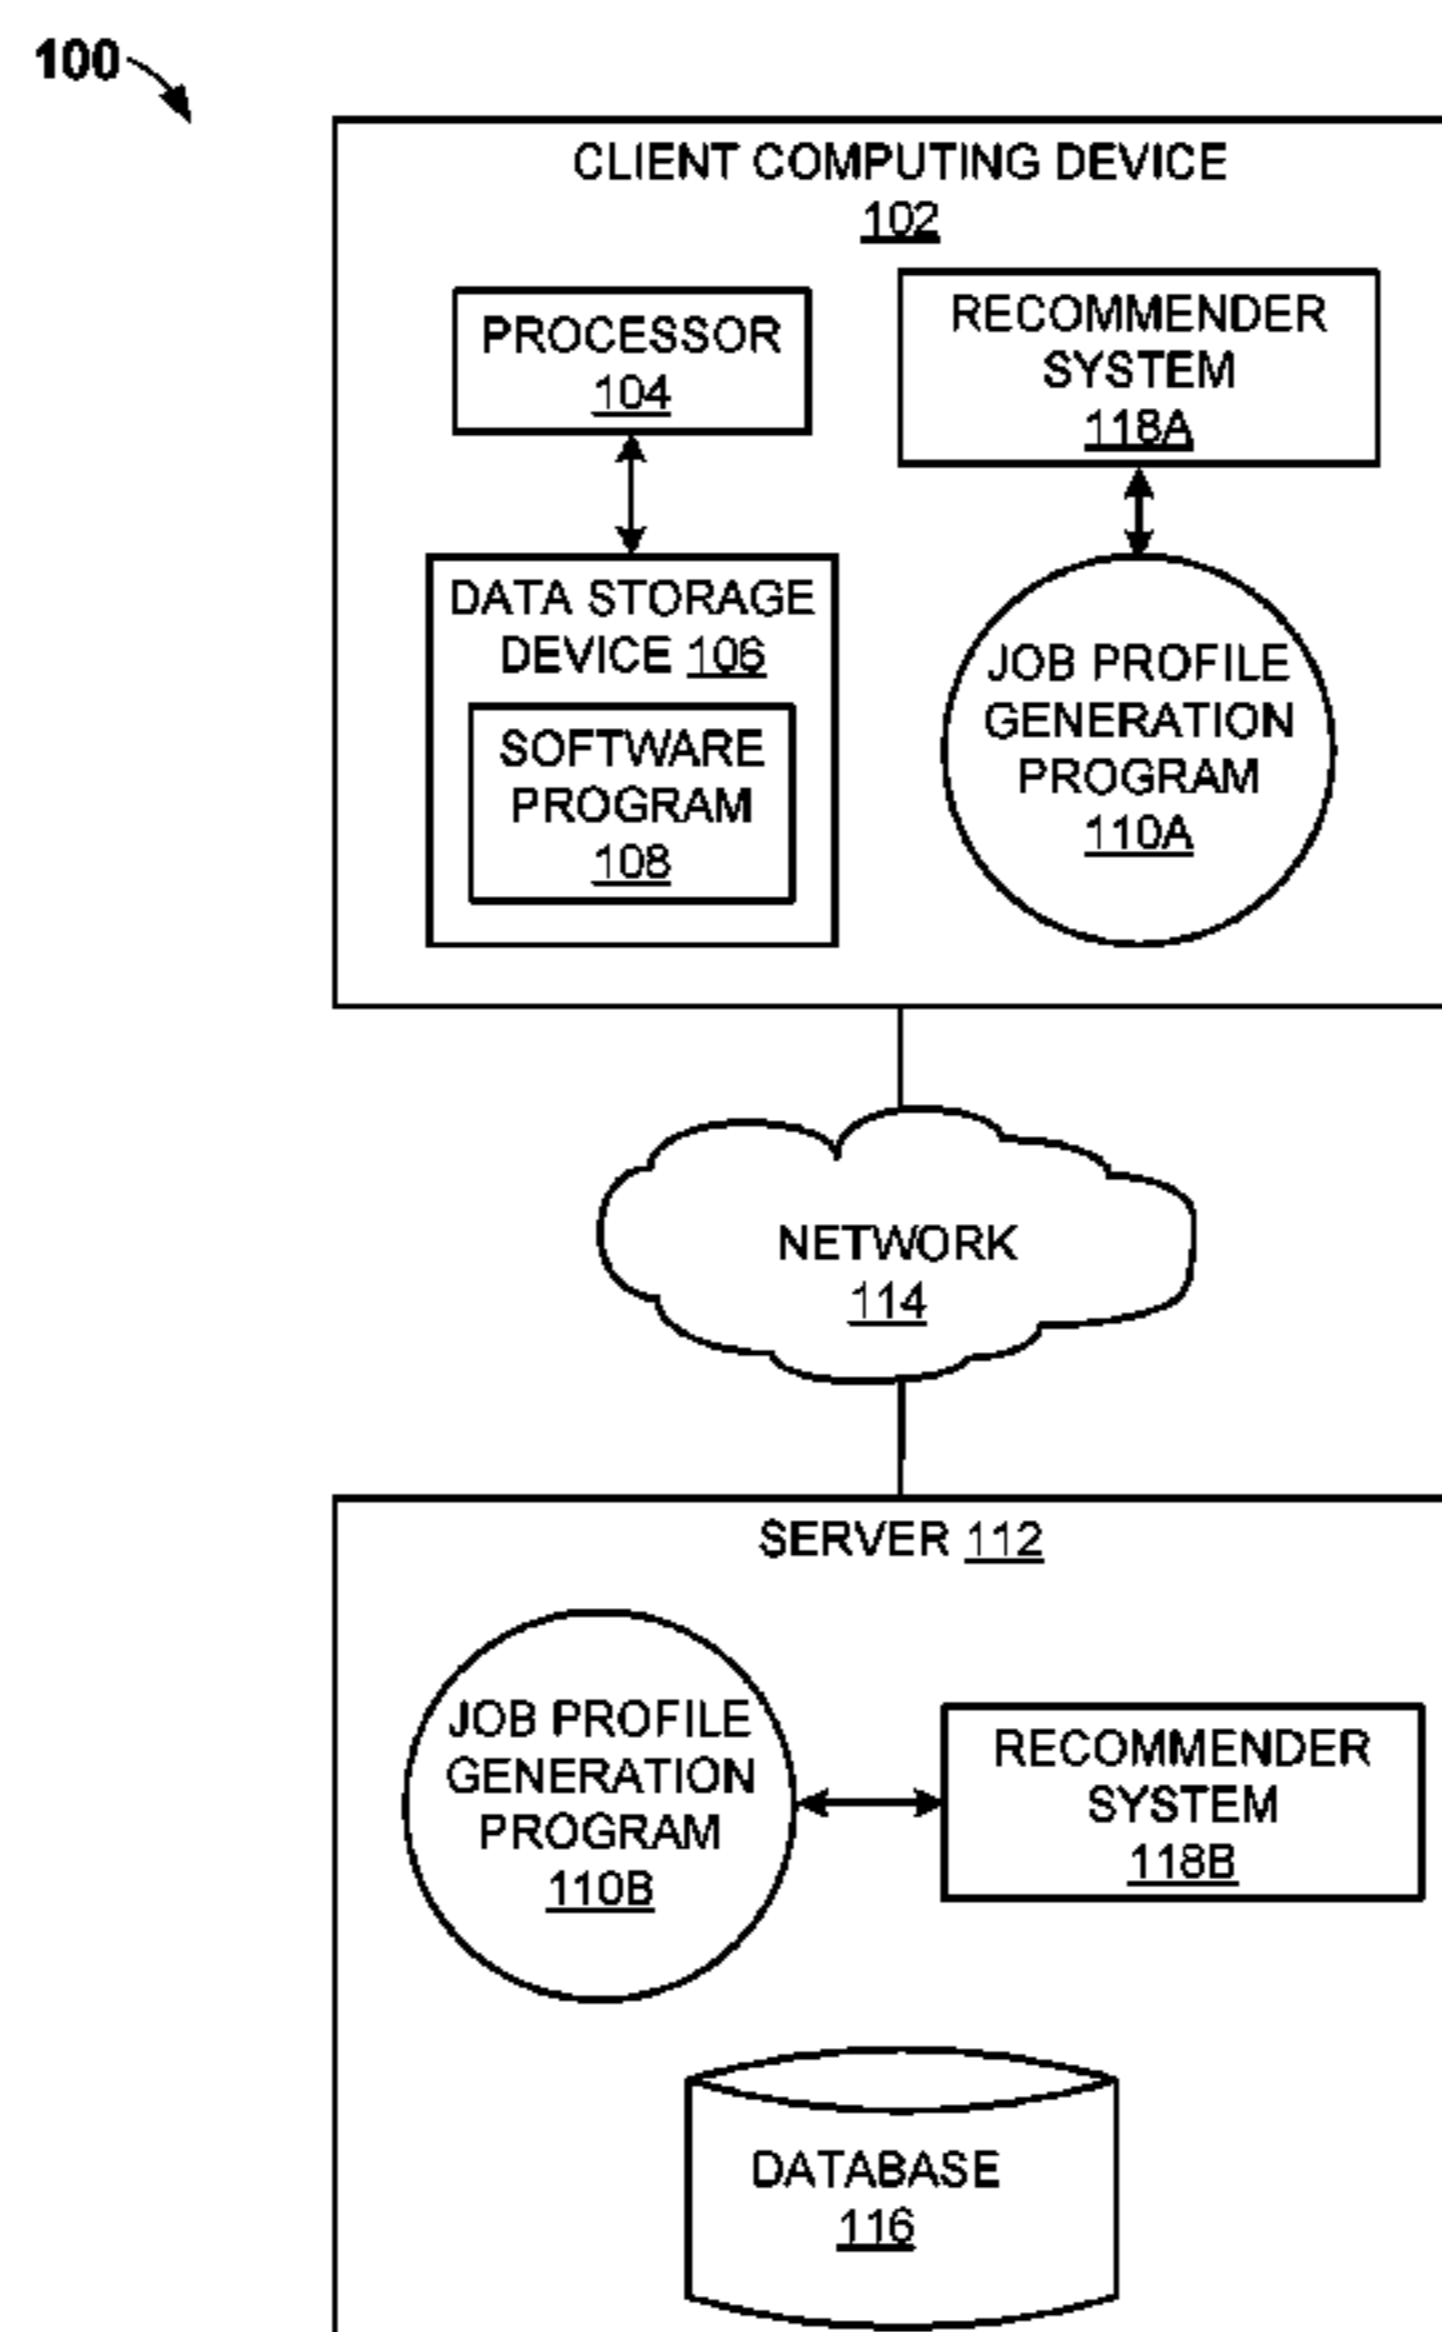 100
CLIENT COMPUTING DEVICE
102
PROCESSOR
104
RECOMMENDER
SYSTEM
118A
DATA STORAGE
DEVICE 106
SOFTWARE
PROGRAM
108
JOB PROFILE
GENERATION
PROGRAM
110A
NETWORK
114
SERVER 112
JOB PROFILE
GENERATION
PROGRAM
110B
RECOMMENDER
SYSTEM
118B
DATABASE
116